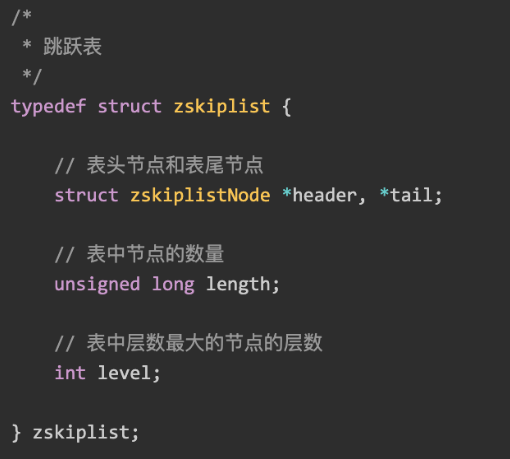 /*
 * 跳跃表
 */
typedef struct zskiplist {
    // 表头节点和表尾节点
    struct zskiplistNode *header, *tail;
    // 表中节点的数量
    unsigned long length;
    // 表中层数最大的节点的层数
    int level;
} zskiplist;